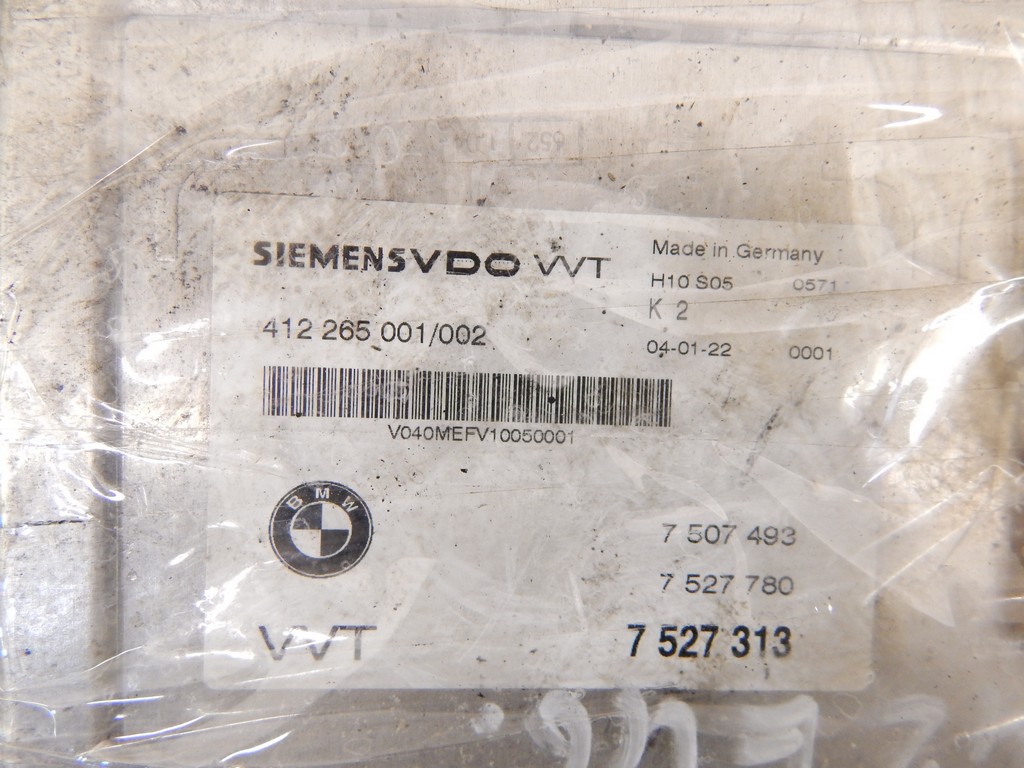 SIEMENSVDO VVT
Made in Germany
H10 S05 0571
K 2
412 265 001/002
04-01-22 0001
V040MEFV10050001
BMW
7 507 493
7 527 780
VVT
7 527 313